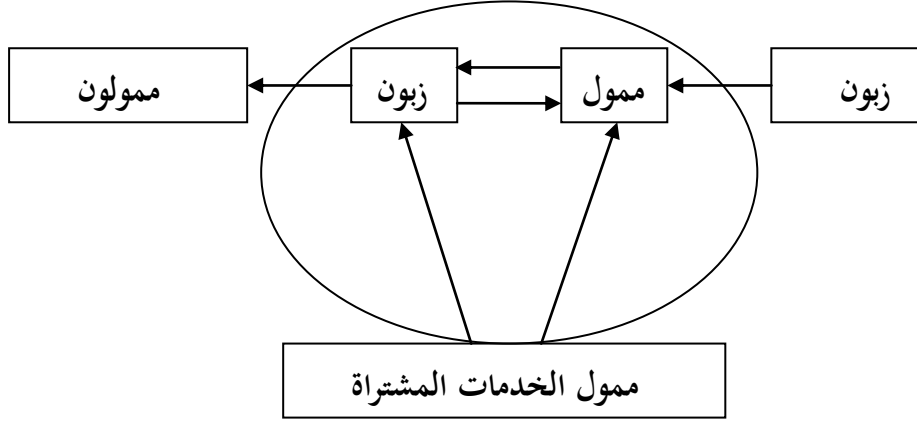 زبون
ممول
زبون
ممولون
ممول الخدمات المشتراة